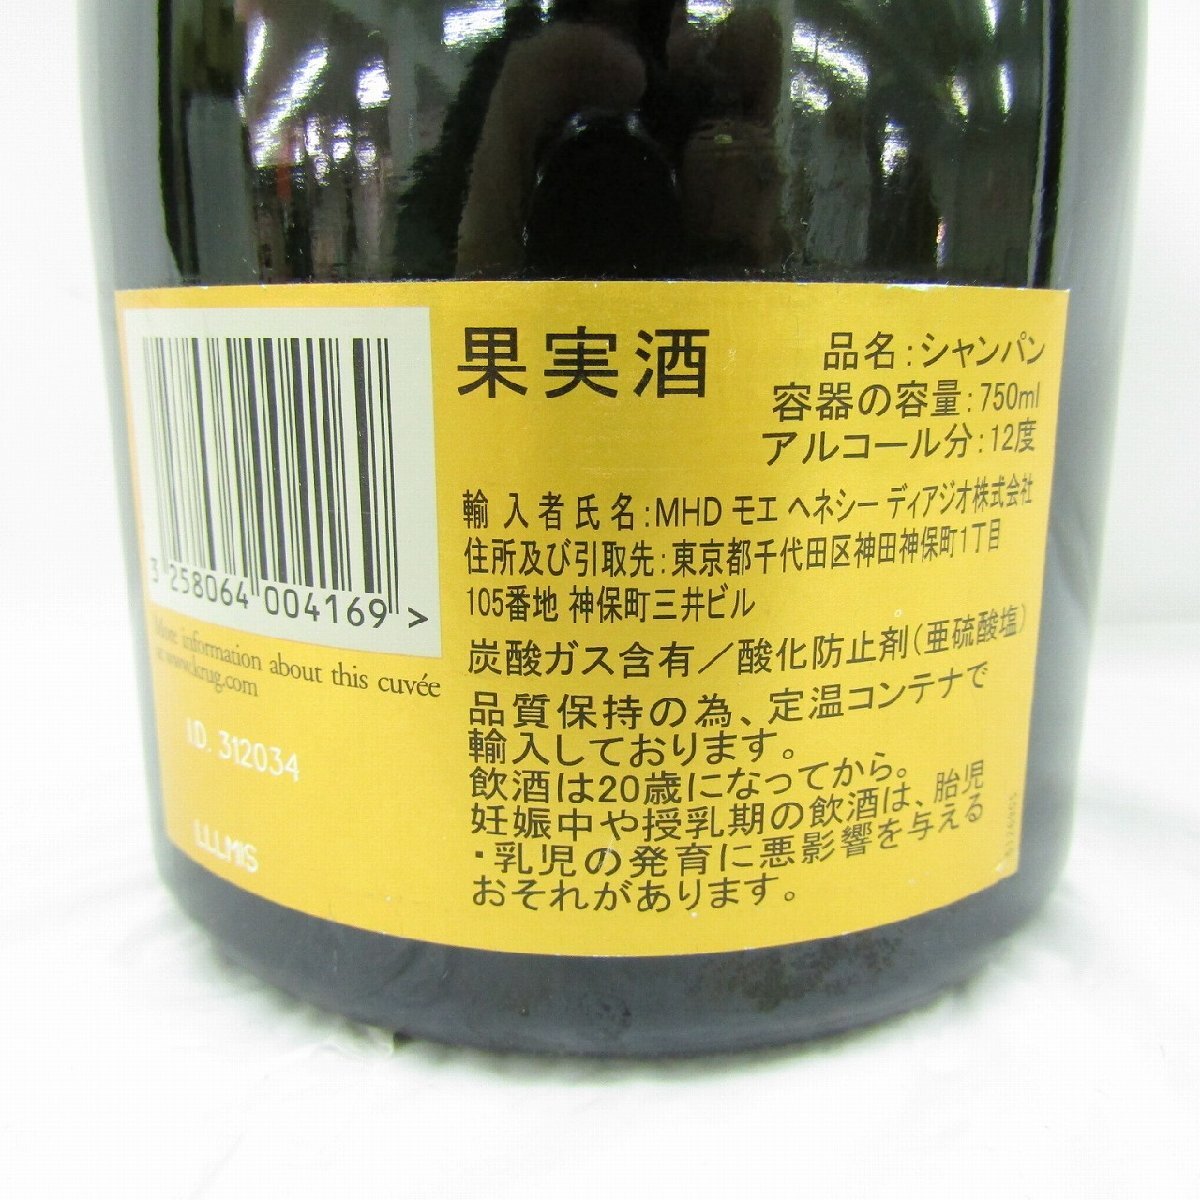 果実酒
品名:シャンパン
容器の容量:750ml
アルコール分:12度
輸入者氏名:MHD モエ ヘネシー ディアジオ株式会社
住所及び引取先:東京都千代田区神田神保町1丁目
105番地 神保町三井ビル
炭酸ガス含有/酸化防止剤(亜硫酸塩)
品質保持の為、定温コンテナで
輸入しております。
飲酒は20歳になってから。
妊娠中や授乳期の飲酒は、胎児
・乳児の発育に悪影響を与える
おそれがあります。
3 258064 004169 >
More information about this cuvée
at www.krug.com
I.D. 312034